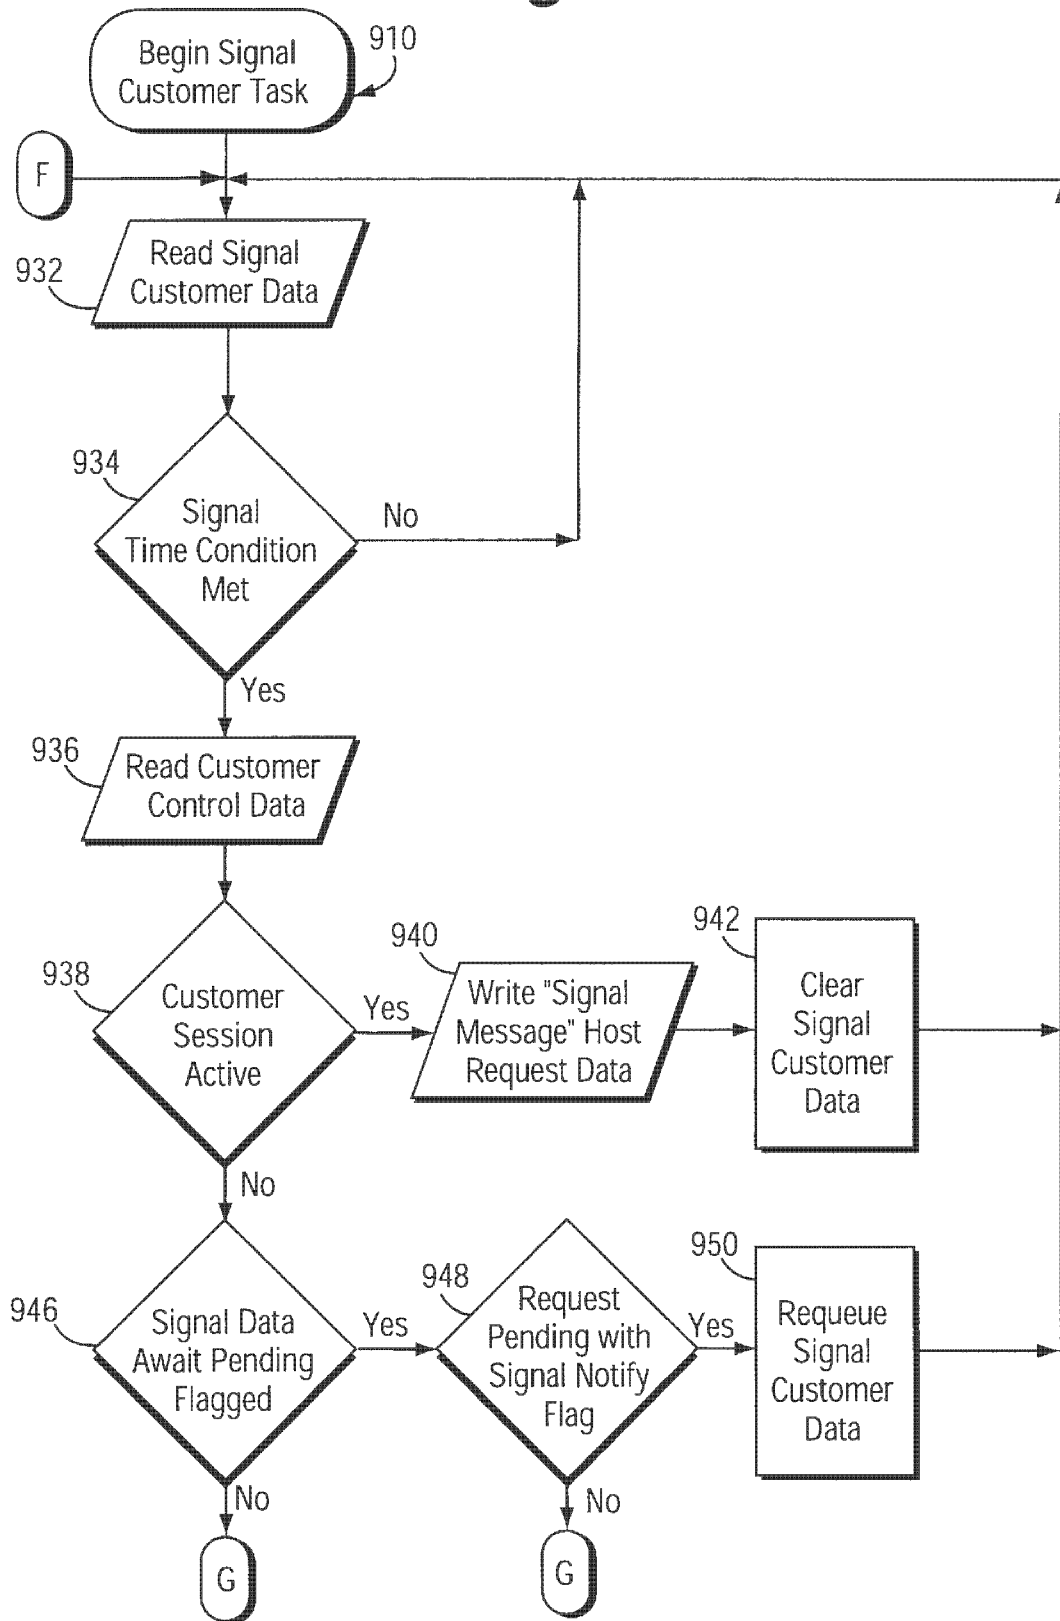 Begin Signal
Customer Task
910
F
Read Signal
Customer Data
932
934
Signal
Time Condition
Met
No
Yes
936
Read Customer
Control Data
938
Customer
Session
Active
Yes
940
Write "Signal
Message" Host
Request Data
942
Clear
Signal
Customer
Data
No
946
Signal Data
Await Pending
Flagged
Yes
948
Request
Pending with
Signal Notify
Flag
Yes
950
Requeue
Signal
Customer
Data
No
No
G
G